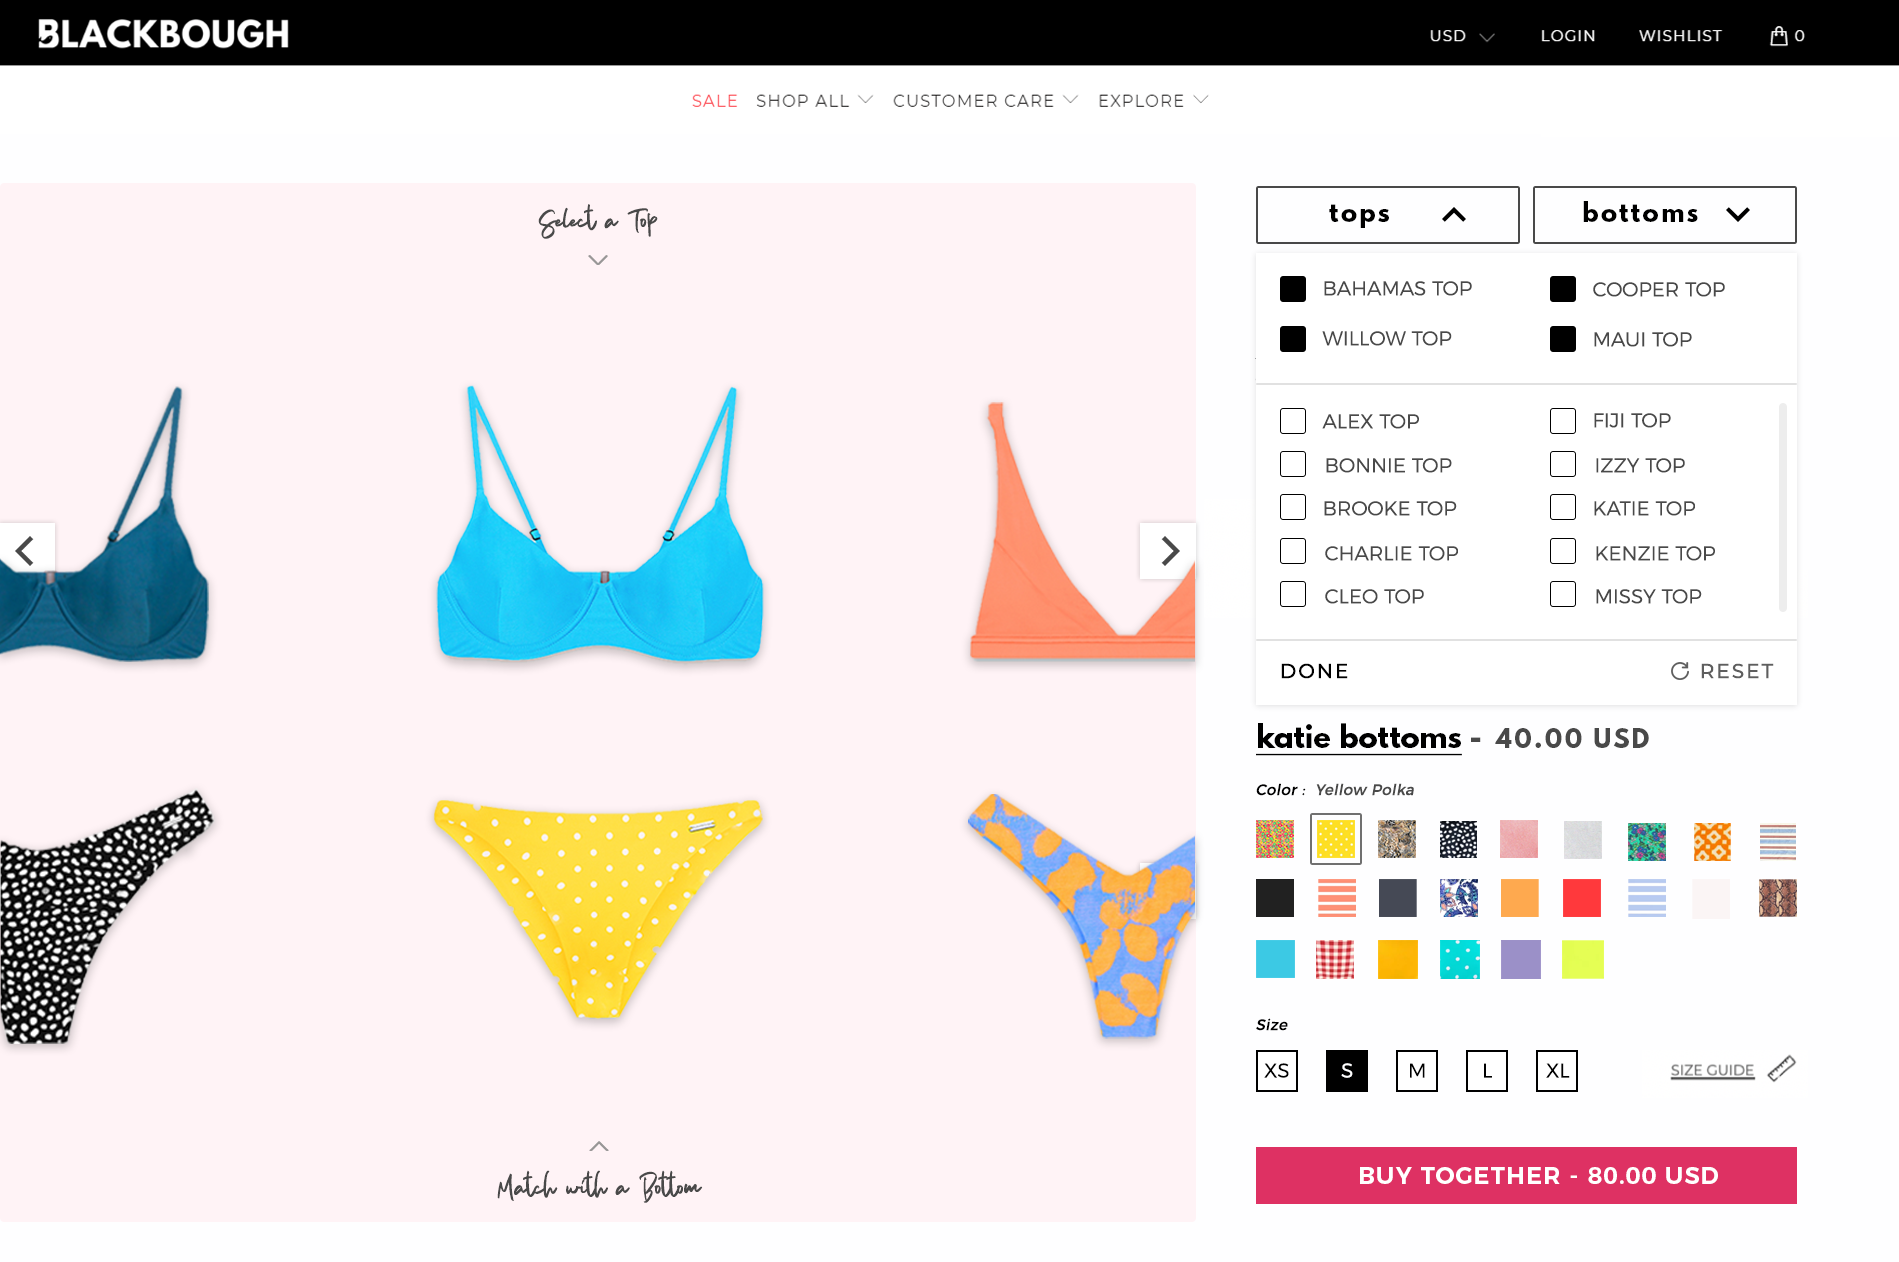 BLACKBOUGH
USD
LOGIN
WISHLIST
0
SALE
SHOP ALL
CUSTOMER CARE
EXPLORE
Select a Top
tops
bottoms
BAHAMAS TOP
COOPER TOP
WILLOW TOP
MAUI TOP
ALEX TOP
FIJI TOP
BONNIE TOP
IZZY TOP
BROOKE TOP
KATIE TOP
CHARLIE TOP
KENZIE TOP
CLEO TOP
MISSY TOP
DONE
RESET
katie bottoms - 40.00 USD
Color : Yellow Polka
Size
XS
S
M
L
XL
SIZE GUIDE
BUY TOGETHER - 80.00 USD
Match with a Bottom